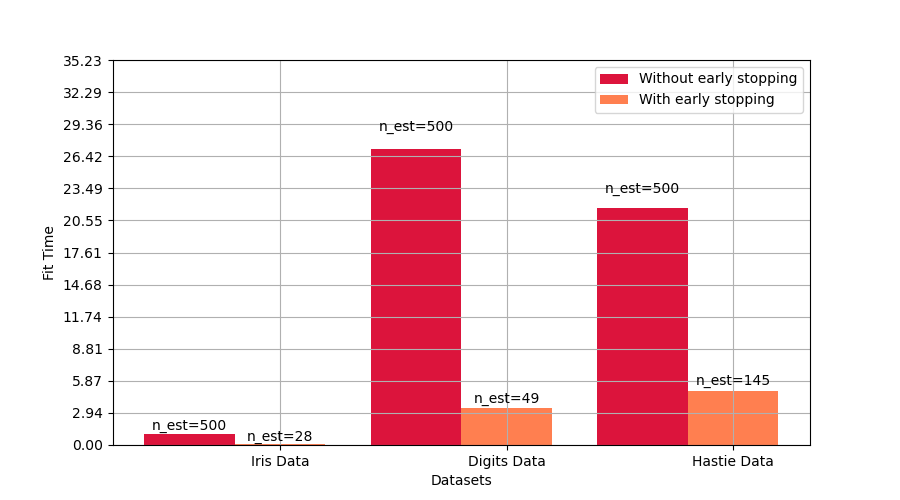 35.23
32.29
29.36
26.42
23.49
20.55
17.61
14.68
11.74
8.81
5.87
2.94
0.00
Fit Time
Without early stopping
With early stopping
n_est=500
n_est=28
n_est=500
n_est=49
n_est=500
n_est=145
Iris Data
Digits Data
Hastie Data
Datasets